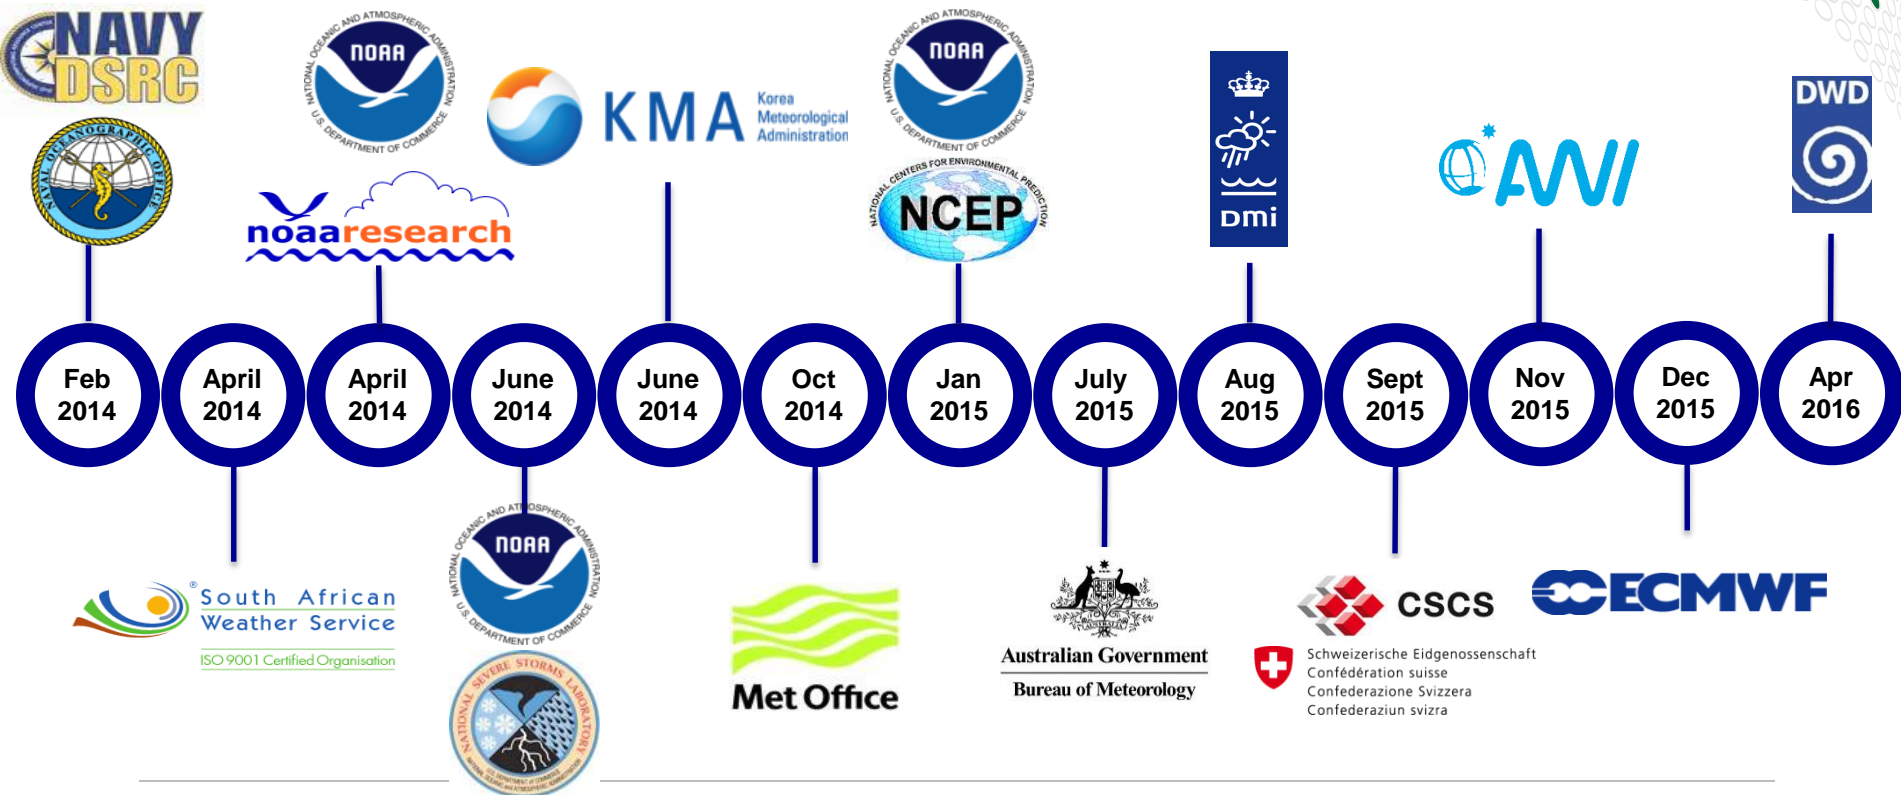 NAVY
DSRC
NAVAL OCEANOGRAPHIC OFFICE
NATIONAL OCEANIC AND ATMOSPHERIC ADMINISTRATION
NOAA
U.S. DEPARTMENT OF COMMERCE
noaaresearch
KMA
Korea
Meteorological
Administration
NATIONAL OCEANIC AND ATMOSPHERIC ADMINISTRATION
NOAA
U.S. DEPARTMENT OF COMMERCE
NATIONAL CENTERS FOR ENVIRONMENTAL PREDICTION
NCEP
DMi
AWI
DWD
Feb
2014
April
2014
April
2014
June
2014
June
2014
Oct
2014
Jan
2015
July
2015
Aug
2015
Sept
2015
Nov
2015
Dec
2015
Apr
2016
South African
Weather Service
®
ISO 9001 Certified Organisation
NATIONAL OCEANIC AND ATMOSPHERIC ADMINISTRATION
NOAA
U.S. DEPARTMENT OF COMMERCE
NATIONAL SEVERE STORMS LABORATORY
Met Office
AUSTRALIA
Australian Government
Bureau of Meteorology
CSCS
Schweizerische Eidgenossenschaft
Confédération suisse
Confederazione Svizzera
Confederaziun svizra
ECMWF